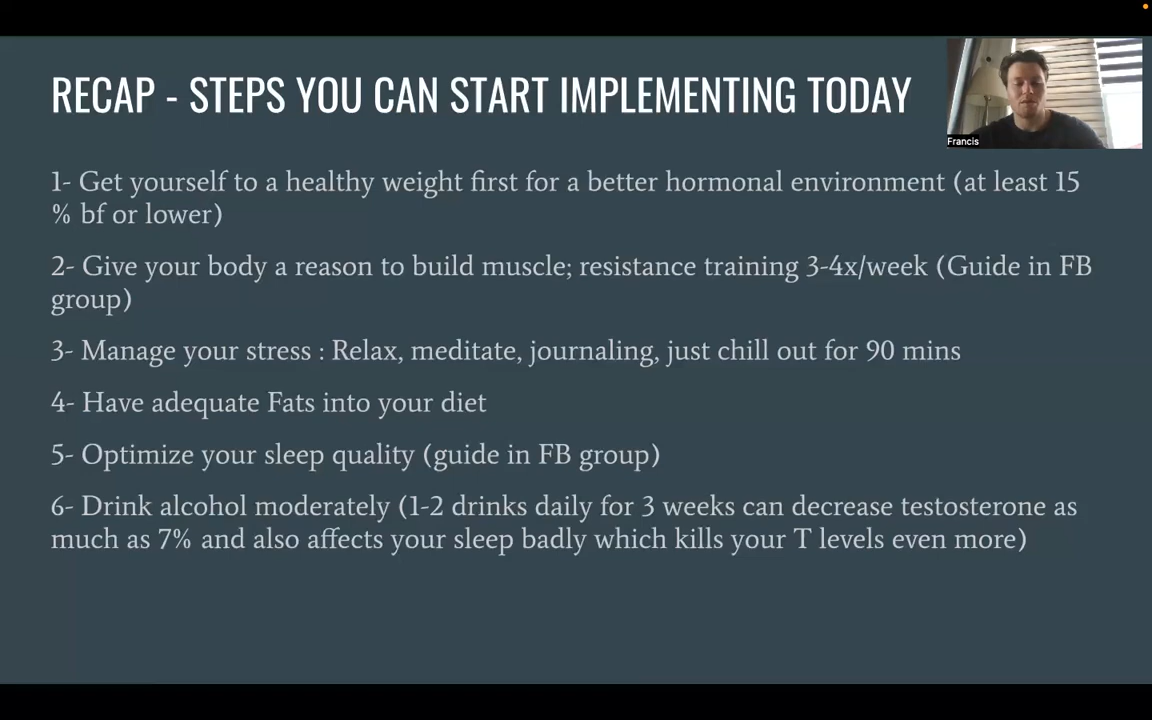 RECAP - STEPS YOU CAN START IMPLEMENTING TODAY
Francis
1- Get yourself to a healthy weight first for a better hormonal environment (at least 15
% bf or lower)
2- Give your body a reason to build muscle; resistance training 3-4x/week (Guide in FB
group)
3- Manage your stress : Relax, meditate, journaling, just chill out for 90 mins
4- Have adequate Fats into your diet
5- Optimize your sleep quality (guide in FB group)
6- Drink alcohol moderately (1-2 drinks daily for 3 weeks can decrease testosterone as
much as 7% and also affects your sleep badly which kills your T levels even more)